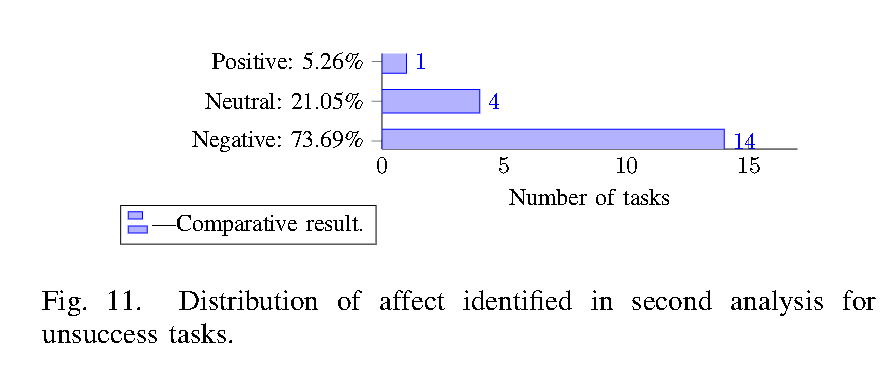 Positive: 5.26% 1
Neutral: 21.05% 4
Negative: 73.69% 14
0 5 10 15
Number of tasks
—Comparative result.
Fig. 11. Distribution of affect identified in second analysis for
unsuccess tasks.